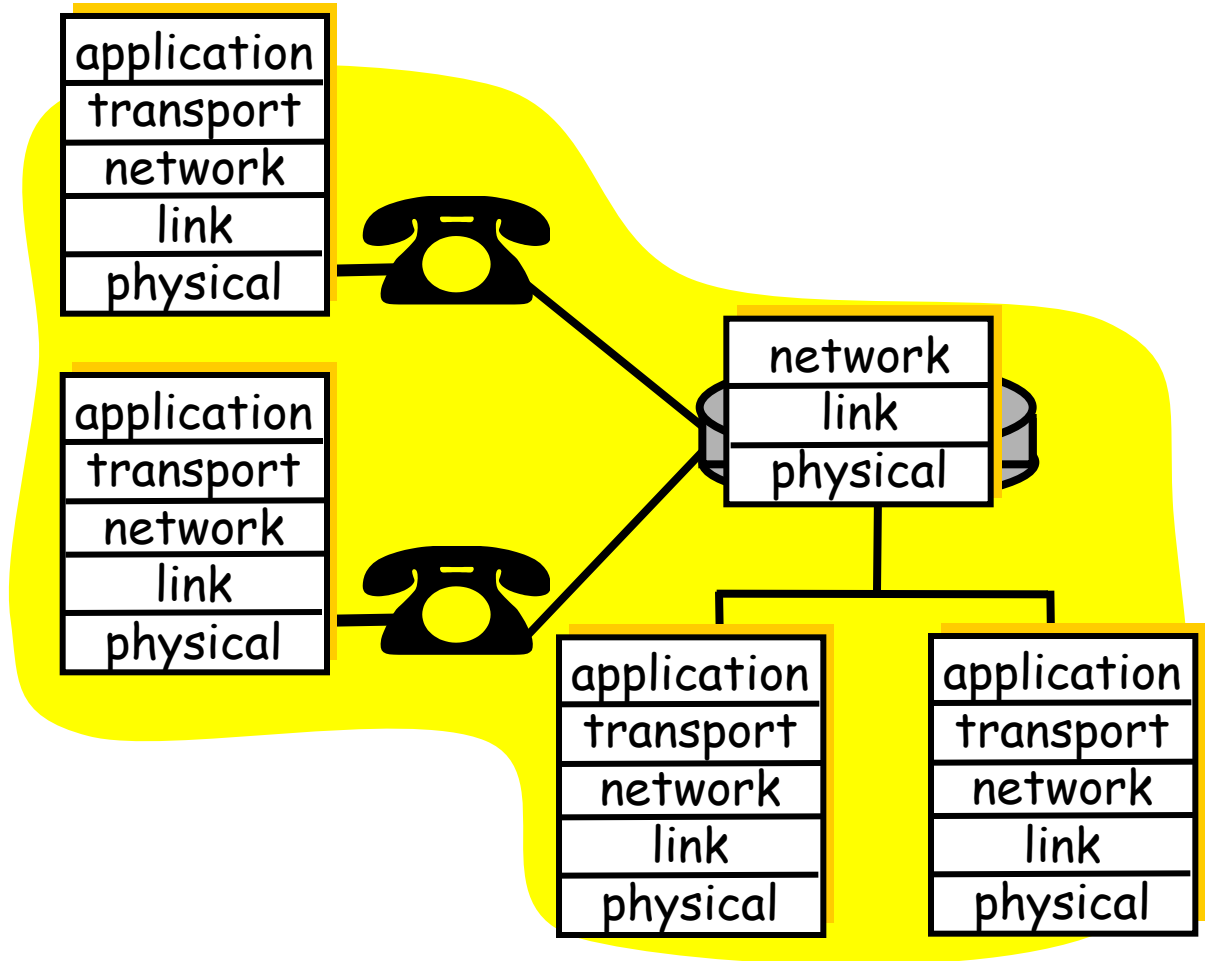 application
transport
network
link
physical
application
transport
network
link
physical
network
link
physical
application
transport
network
link
physical
application
transport
network
link
physical